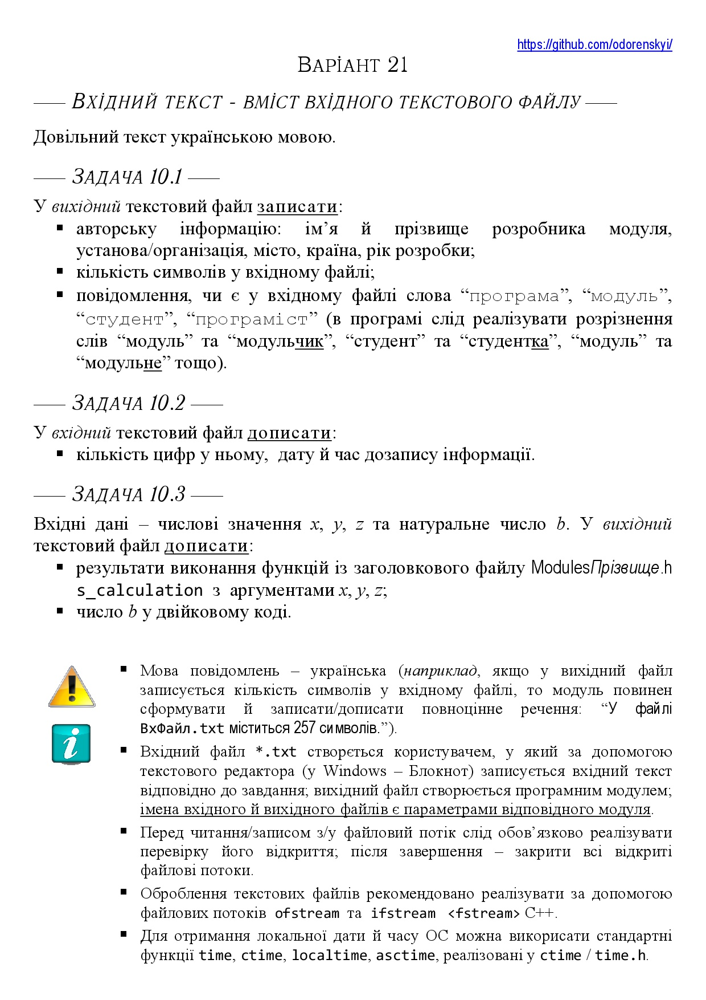 https://github.com/odorenskyi/
ВАРІАНТ 21
ВХІДНИЙ ТЕКСТ - ВМІСТ ВХІДНОГО ТЕКСТОВОГО ФАЙЛУ
Довільний текст українською мовою.
ЗАДАЧА 10.1
У вихідний текстовий файл записати:
▪ авторську інформацію: ім’я й прізвище розробника модуля,
установа/організація, місто, країна, рік розробки;
▪ кількість символів у вхідному файлі;
▪ повідомлення, чи є у вхідному файлі слова “програма”, “модуль”,
“студент”, “програміст” (в програмі слід реалізувати розрізнення
слів “модуль” та “модульчик”, “студент” та “студентка”, “модуль” та
“модульне” тощо).
ЗАДАЧА 10.2
У вхідний текстовий файл дописати:
▪ кількість цифр у ньому, дату й час дозапису інформації.
ЗАДАЧА 10.3
Вхідні дані – числові значення x, y, z та натуральне число b. У вихідний
текстовий файл дописати:
▪ результати виконання функцій із заголовкового файлу ModulesПрізвище.h
s_calculation з аргументами x, y, z;
▪ число b у двійковому коді.
▪ Мова повідомлень – українська (наприклад, якщо у вихідний файл
записується кількість символів у вхідному файлі, то модуль повинен
сформувати й записати/дописати повноцінне речення: “У файлі
ВхФайл.txt міститься 257 символів.”).
▪ Вхідний файл *.txt створється користувачем, у який за допомогою
текстового редактора (у Windows – Блокнот) записується вхідний текст
відповідно до завдання; вихідний файл створюється програмним модулем;
імена вхідного й вихідного файлів є параметрами відповідного модуля.
▪ Перед читання/записом з/у файловий потік слід обов’язково реалізувати
перевірку його відкриття; після завершення – закрити всі відкриті
файлові потоки.
▪ Оброблення текстових файлів рекомендовано реалізувати за допомогою
файлових потоків ofstream та ifstream <fstream> C++.
▪ Для отримання локальної дати й часу ОС можна використати стандартні
функції time, ctime, localtime, asctime, реалізовані у ctime / time.h.